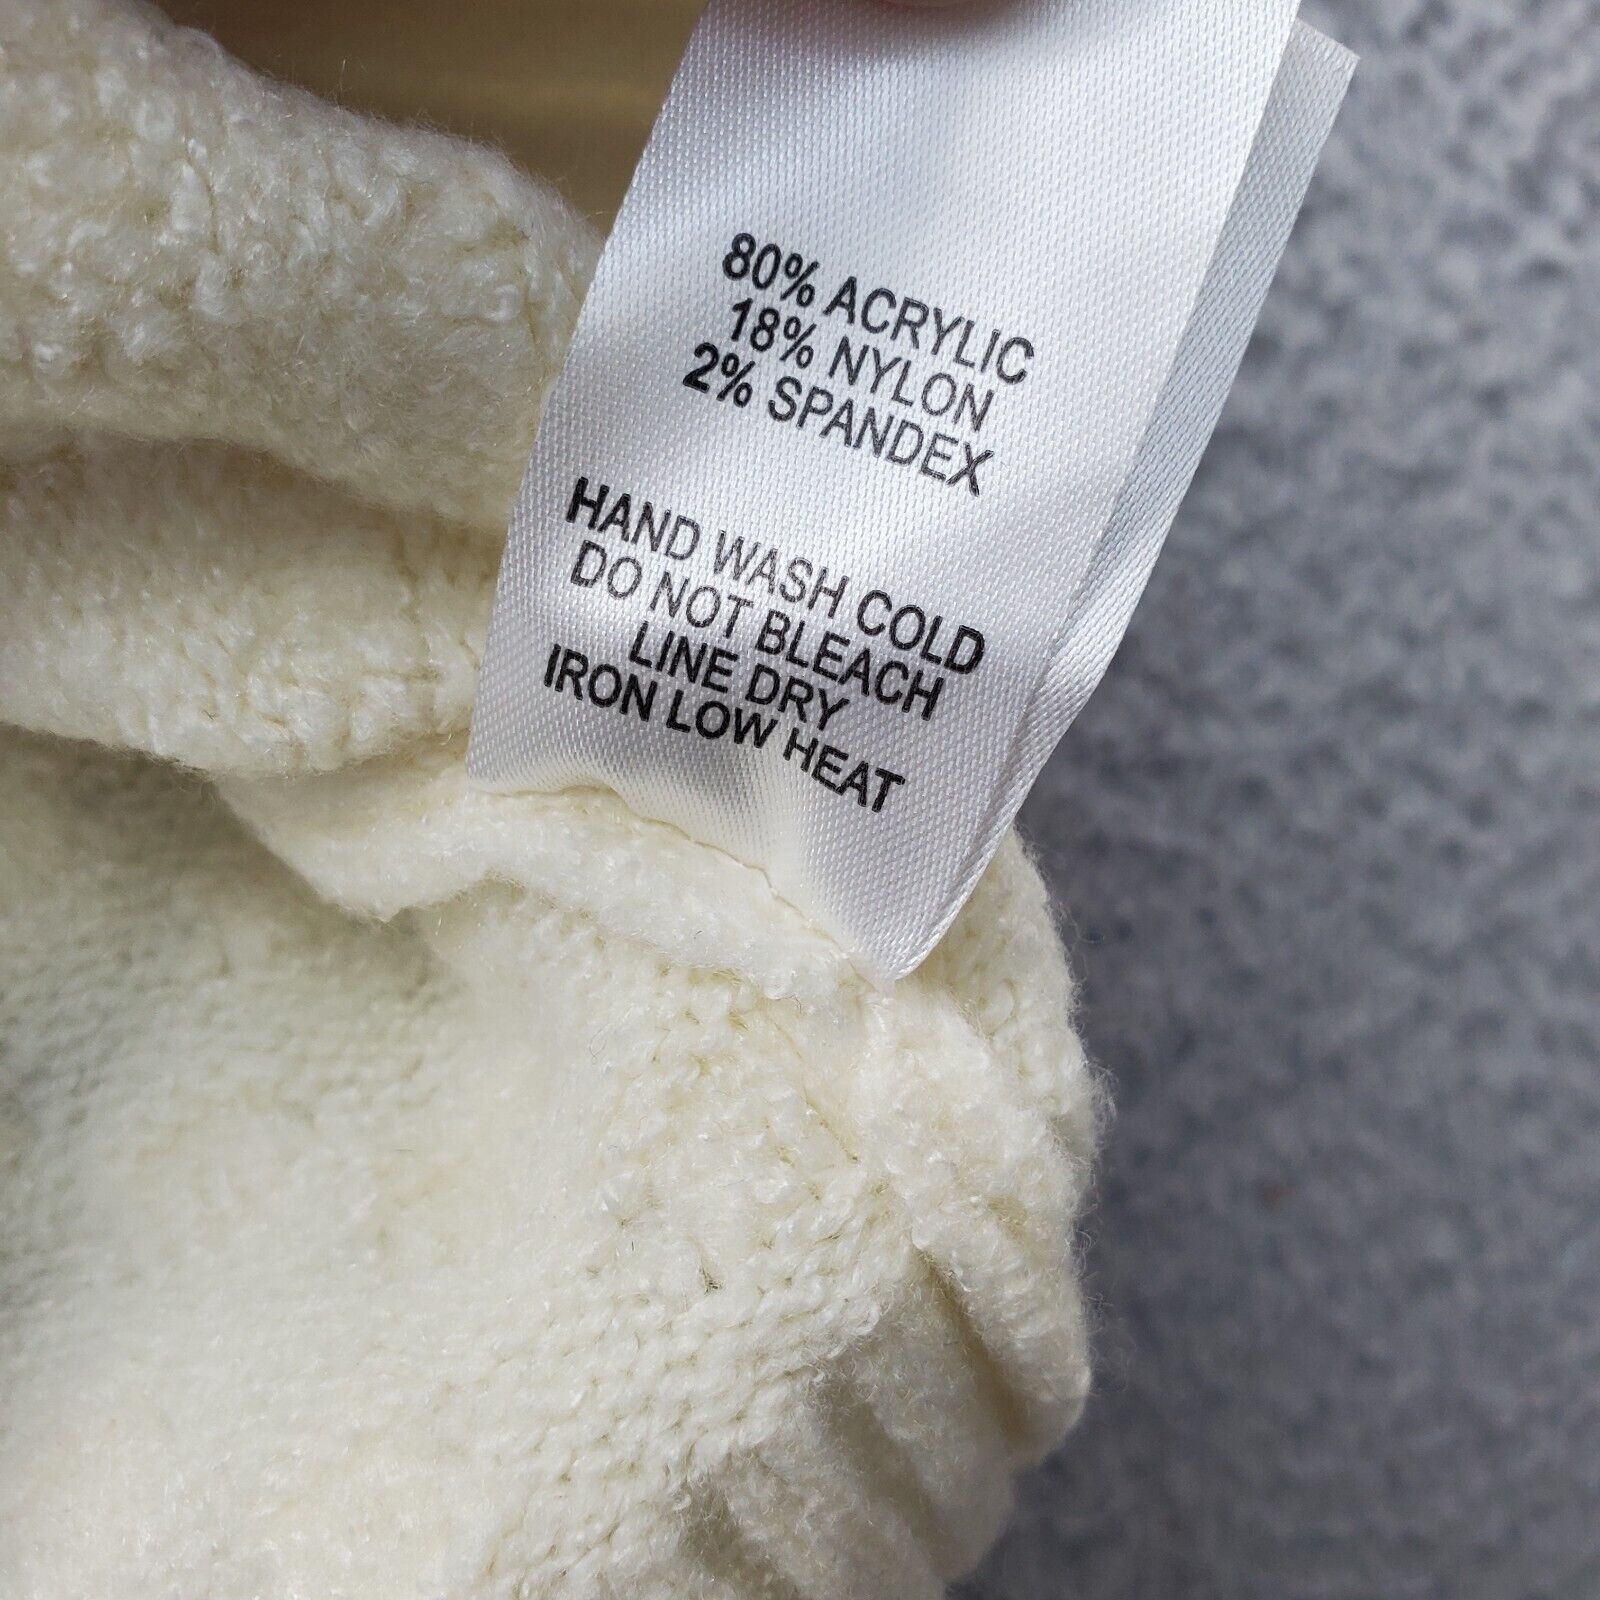 80% ACRYLIC
18% NYLON
2% SPANDEX
HAND WASH COLD
DO NOT BLEACH
LINE DRY
IRON LOW HEAT